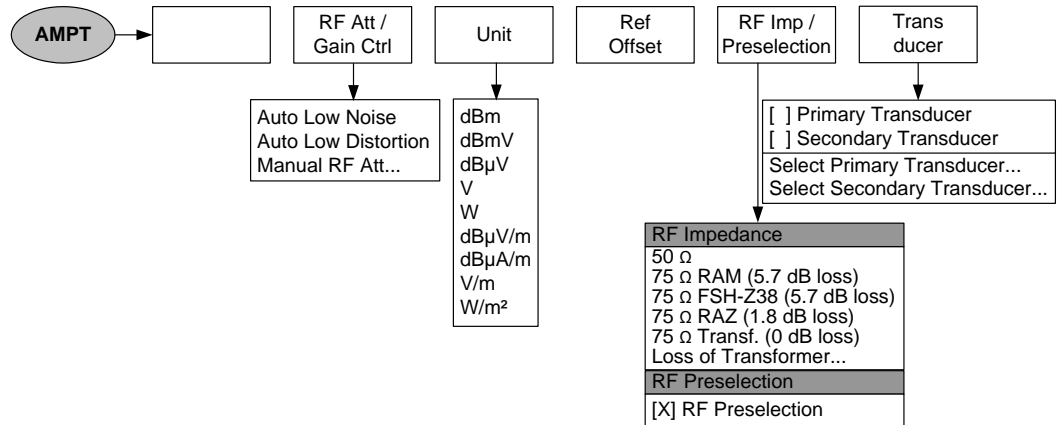 AMPT
RF Att /
Gain Ctrl
Unit
Ref
Offset
RF Imp /
Preselection
Trans
ducer
Auto Low Noise
Auto Low Distortion
Manual RF Att...
dBm
dBmV
dBµV
V
W
dBµV/m
dBµA/m
V/m
W/m²
[ ] Primary Transducer
[ ] Secondary Transducer
Select Primary Transducer...
Select Secondary Transducer...
RF Impedance
50 Ω
75 Ω RAM (5.7 dB loss)
75 Ω FSH-Z38 (5.7 dB loss)
75 Ω RAZ (1.8 dB loss)
75 Ω Transf. (0 dB loss)
Loss of Transformer...
RF Preselection
[X] RF Preselection